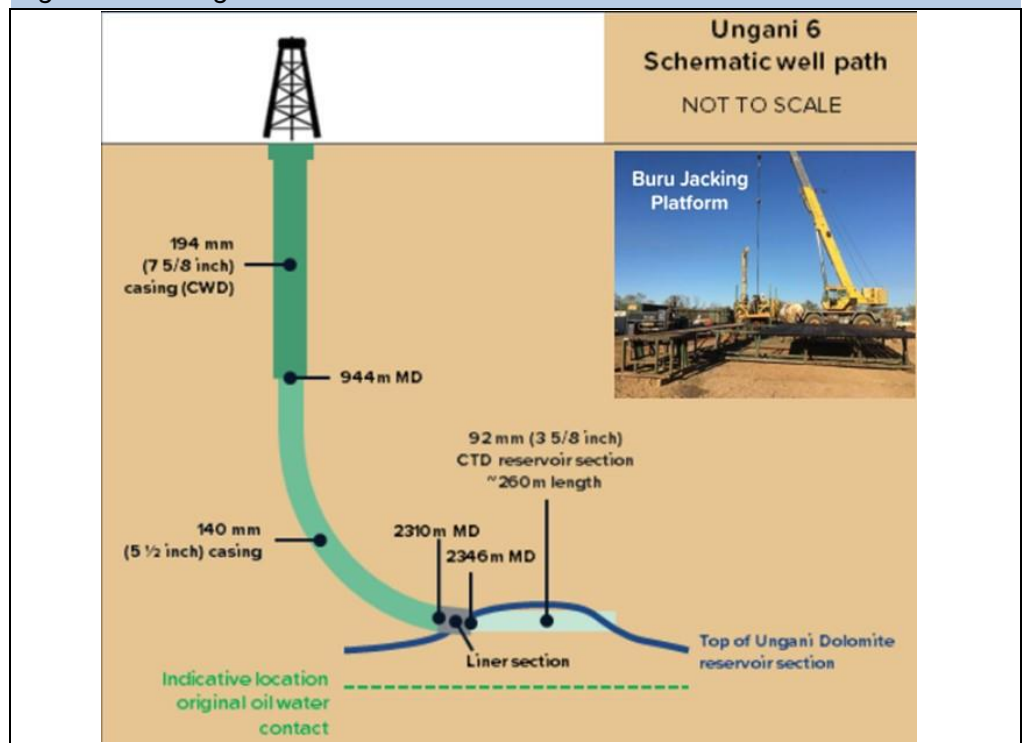 Ungani 6
Schematic well path
NOT TO SCALE
Buru Jacking
Platform
194 mm
(7 5/8 inch)
casing (CWD)
944m MD
92 mm (3 5/8 inch)
CTD reservoir section
~260m length
140 mm
(5 ½ inch) casing
2310m MD
2346m MD
Liner section
Top of Ungani Dolomite
reservoir section
Indicative location
original oil water
contact